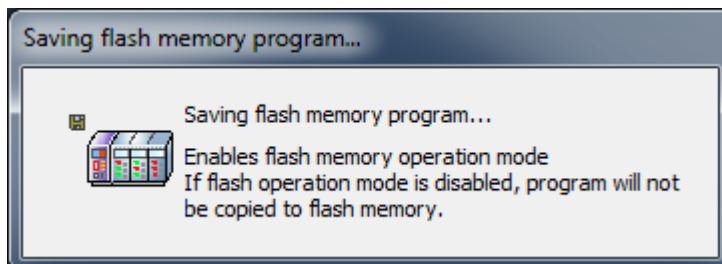 Saving flash memory program...
Saving flash memory program...
Enables flash memory operation mode
If flash operation mode is disabled, program will not
be copied to flash memory.